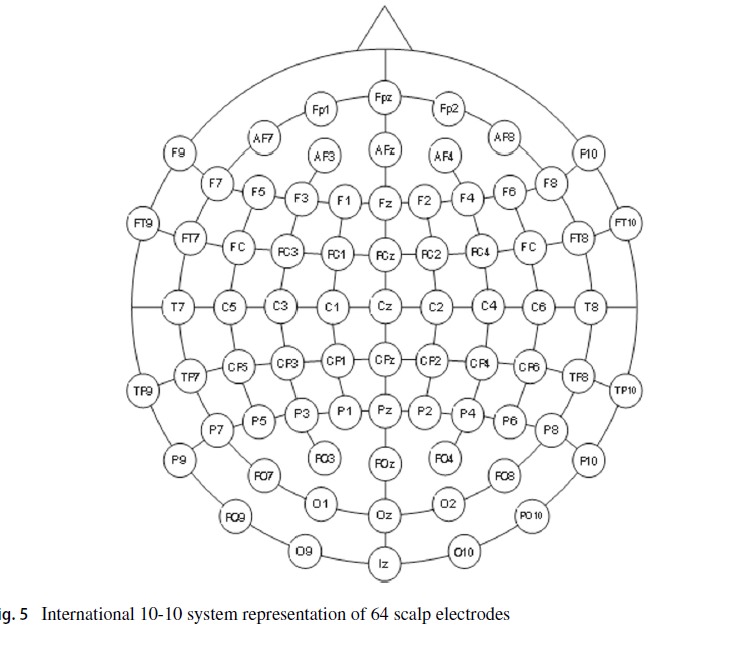 Fpz
Fp1
Fp2
AF7
AF8
AFz
F9
AF3
AF4
F10
F7
F5
F3
F1
Fz
F2
F4
F6
F8
FT9
FT7
FC
FC3
FC1
FCz
FC2
FC4
FC
FT8
FT10
T7
C5
C3
C1
Cz
C2
C4
C6
T8
TP9
TP7
CP5
CP3
CP1
CPz
CP2
CP4
CP6
TP8
TP10
P7
P5
P3
P1
Pz
P2
P4
P6
P8
P9
PO3
POz
PO4
P10
PO7
PO8
O1
O2
PO9
Oz
PO10
O9
Iz
O10
ig. 5 International 10-10 system representation of 64 scalp electrodes